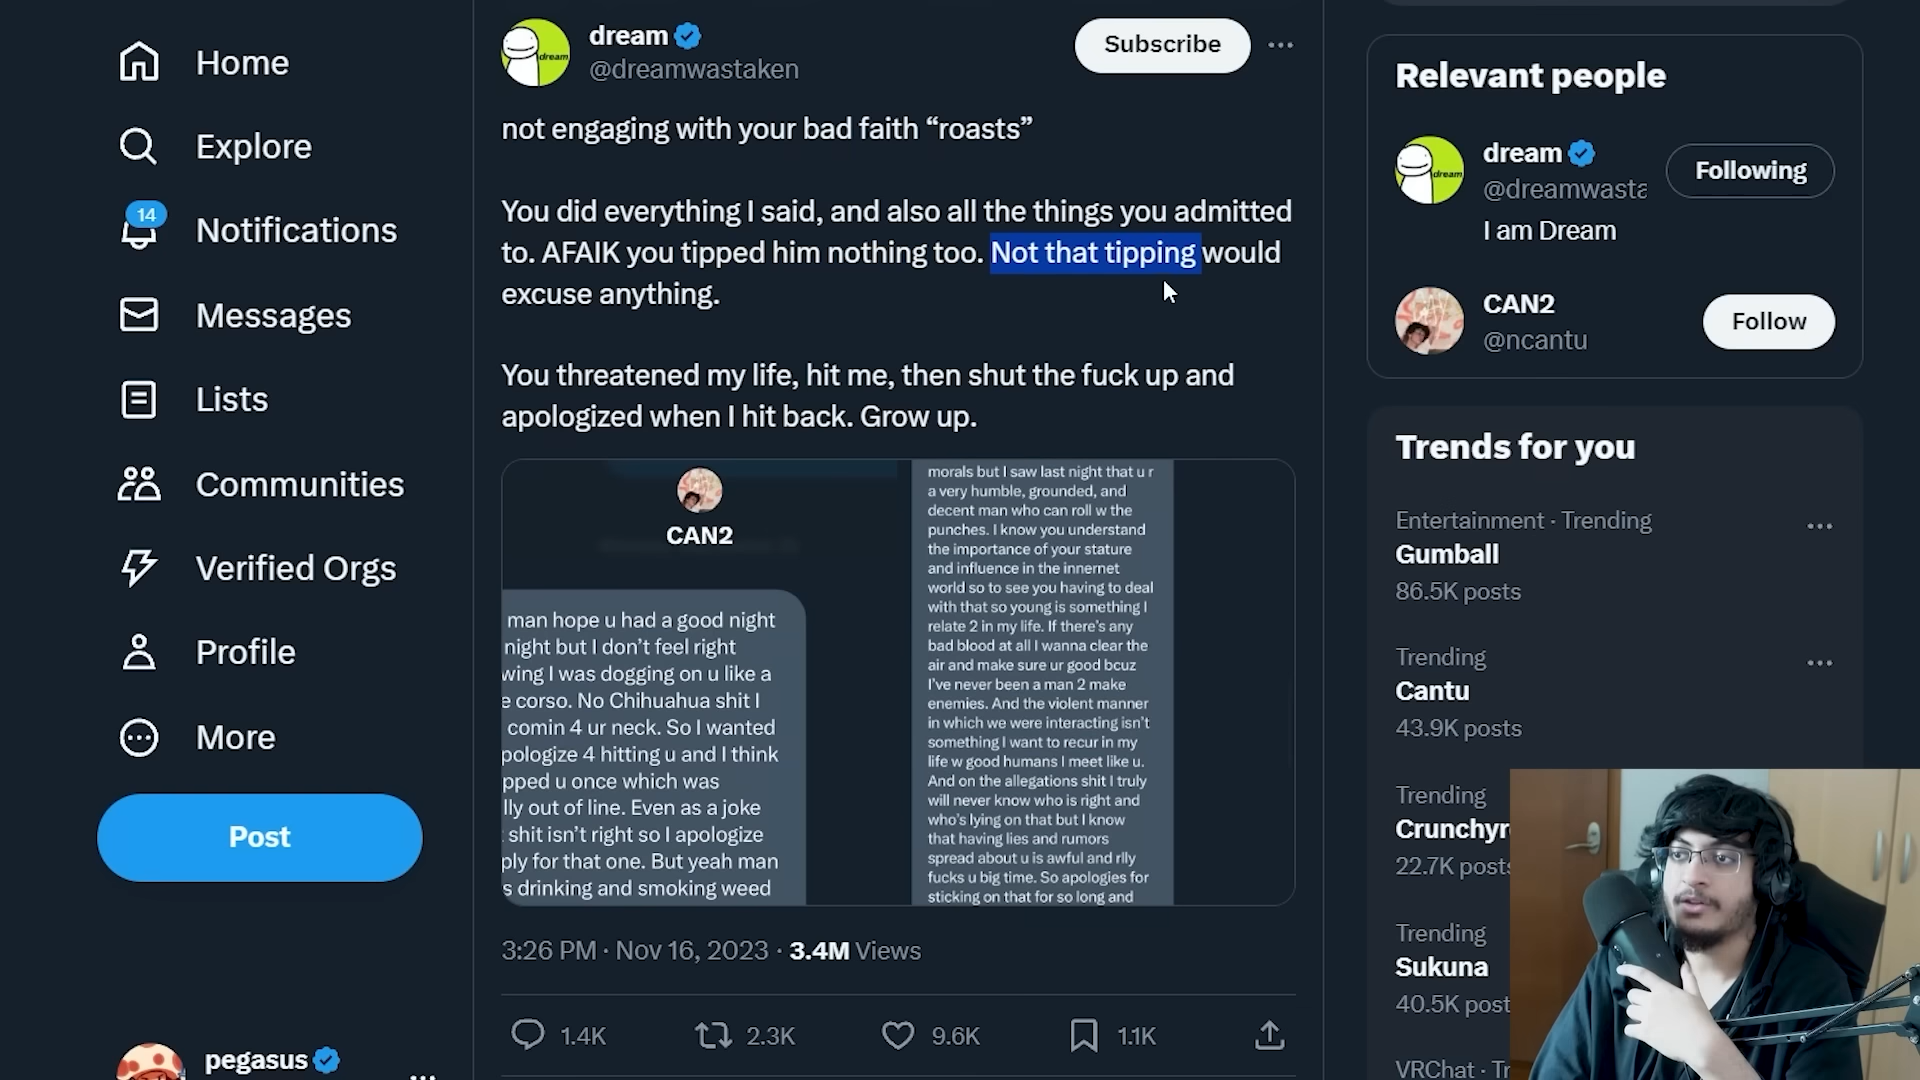 Home
Explore
14
Notifications
Messages
Lists
Communities
Verified Orgs
Profile
More
Post
pegasus
dream
dream
@dreamwastaken
Subscribe
not engaging with your bad faith “roasts”
You did everything I said, and also all the things you admitted
to. AFAIK you tipped him nothing too. Not that tipping would
excuse anything.
You threatened my life, hit me, then shut the fuck up and
apologized when I hit back. Grow up.
CAN2
man hope u had a good night
night but I don’t feel right
wing I was dogging on u like a
e corso. No Chihuahua shit I
comin 4 ur neck. So I wanted
pologize 4 hitting u and I think
pped u once which was
lly out of line. Even as a joke
shit isn’t right so I apologize
ply for that one. But yeah man
s drinking and smoking weed
morals but I saw last night that u r
a very humble, grounded, and
decent man who can roll w the
punches. I know you understand
the importance of your stature
and influence in the innernet
world so to see you having to deal
with that so young is something I
relate 2 in my life. If there’s any
bad blood at all I wanna clear the
air and make sure ur good bcuz
I’ve never been a man 2 make
enemies. And the violent manner
in which we were interacting isn’t
something I want to recur in my
life w good humans I meet like u.
And on the allegations shit I truly
will never know who is right and
who’s lying on that but I know
that having lies and rumors
spread about u is awful and rlly
fucks u big time. So apologies for
sticking on that for so long and
3:26 PM · Nov 16, 2023 · 3.4M Views
1.4K
2.3K
9.6K
1.1K
Relevant people
dream
dream
@dreamwasta
Following
I am Dream
CAN2
@ncantu
Follow
Trends for you
Entertainment · Trending
Gumball
86.5K posts
Trending
Cantu
43.9K posts
Trending
Crunchyr
22.7K posts
Trending
Sukuna
40.5K post
VRChat · Tr